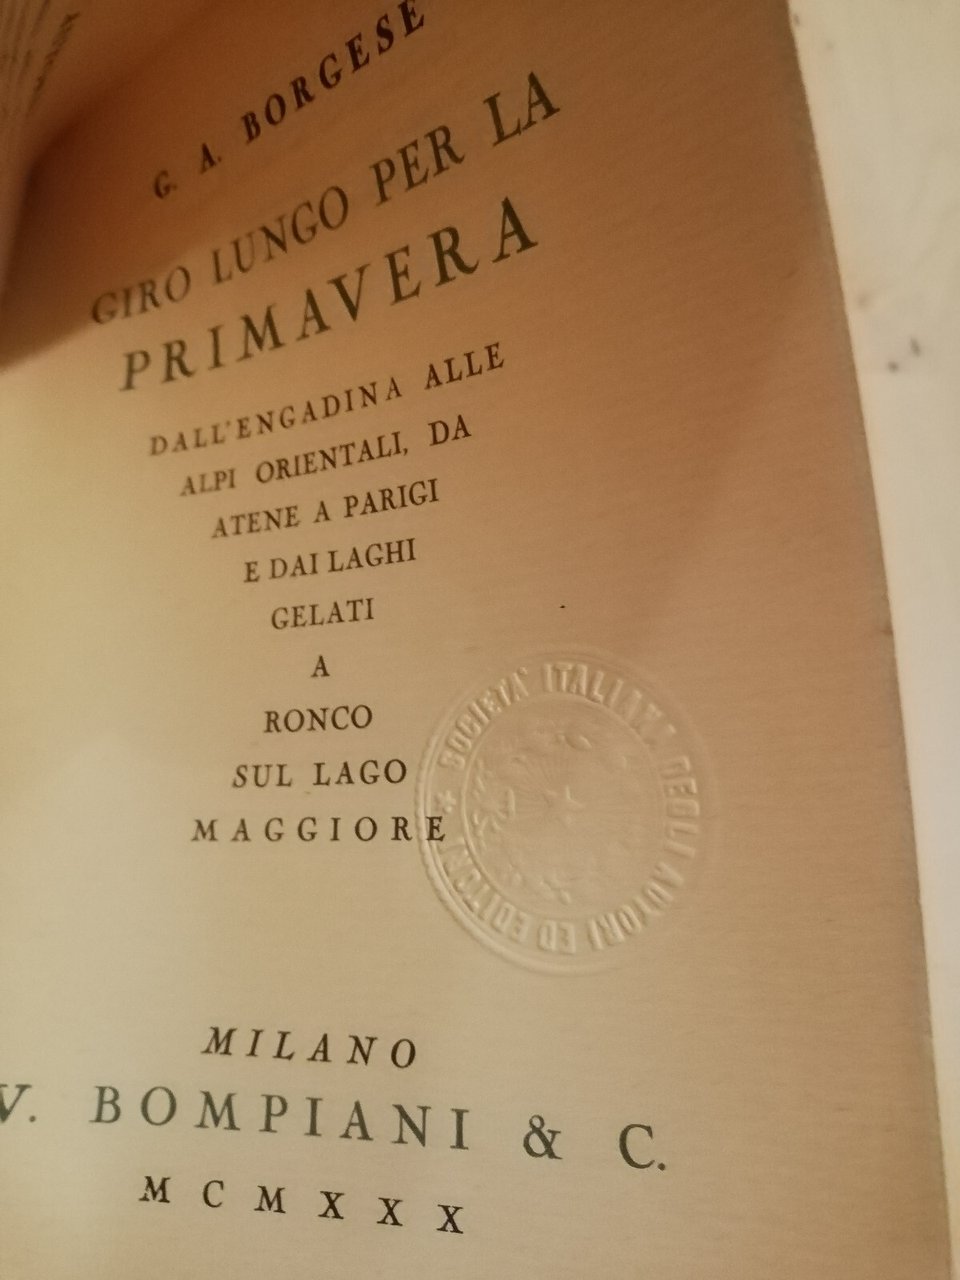 G. A. BORGESE
GIRO LUNGO PER LA
PRIMAVERA
DALL'ENGADINA ALLE
ALPI ORIENTALI, DA
ATENE A PARIGI
E DAI LAGHI
GELATI
A
RONCO
SUL LAGO
MAGGIORE
SOCIETA' ITALIANA DEGLI AUTORI ED EDITORI
MILANO
V. BOMPIANI & C.
MCMXXX